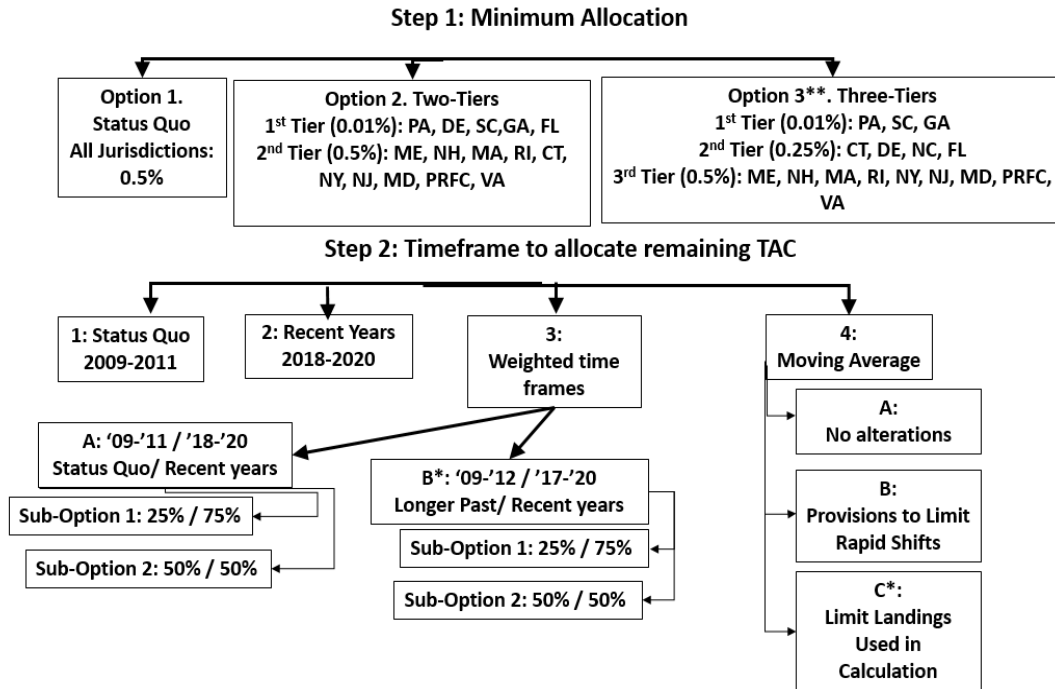 Step 1: Minimum Allocation
Option 1.
Status Quo
All Jurisdictions:
0.5%
Option 2. Two-Tiers
1st Tier (0.01%): PA, DE, SC,GA, FL
2nd Tier (0.5%): ME, NH, MA, RI, CT,
NY, NJ, MD, PRFC, VA
Option 3**. Three-Tiers
1st Tier (0.01%): PA, SC, GA
2nd Tier (0.25%): CT, DE, NC, FL
3rd Tier (0.5%): ME, NH, MA, RI, NY, NJ, MD, PRFC,
VA
Step 2: Timeframe to allocate remaining TAC
1: Status Quo
2009-2011
2: Recent Years
2018-2020
3:
Weighted time
frames
4:
Moving Average
A: ‘09-’11 / ’18-’20
Status Quo/ Recent years
Sub-Option 1: 25% / 75%
Sub-Option 2: 50% / 50%
B*: ‘09-’12 / ’17-’20
Longer Past/ Recent years
Sub-Option 1: 25% / 75%
Sub-Option 2: 50% / 50%
A:
No alterations
B:
Provisions to Limit
Rapid Shifts
C*:
Limit Landings
Used in
Calculation